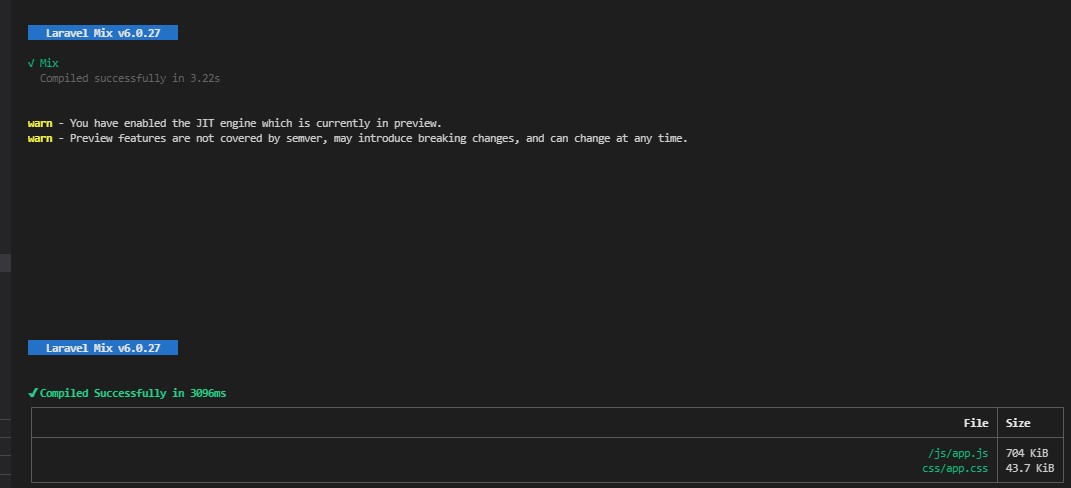 Laravel Mix v6.0.27
✓ Mix
Compiled successfully in 3.22s
warn - You have enabled the JIT engine which is currently in preview.
warn - Preview features are not covered by semver, may introduce breaking changes, and can change at any time.
Laravel Mix v6.0.27
✔ Compiled Successfully in 3096ms
File Size
/js/app.js 704 KiB
css/app.css 43.7 KiB